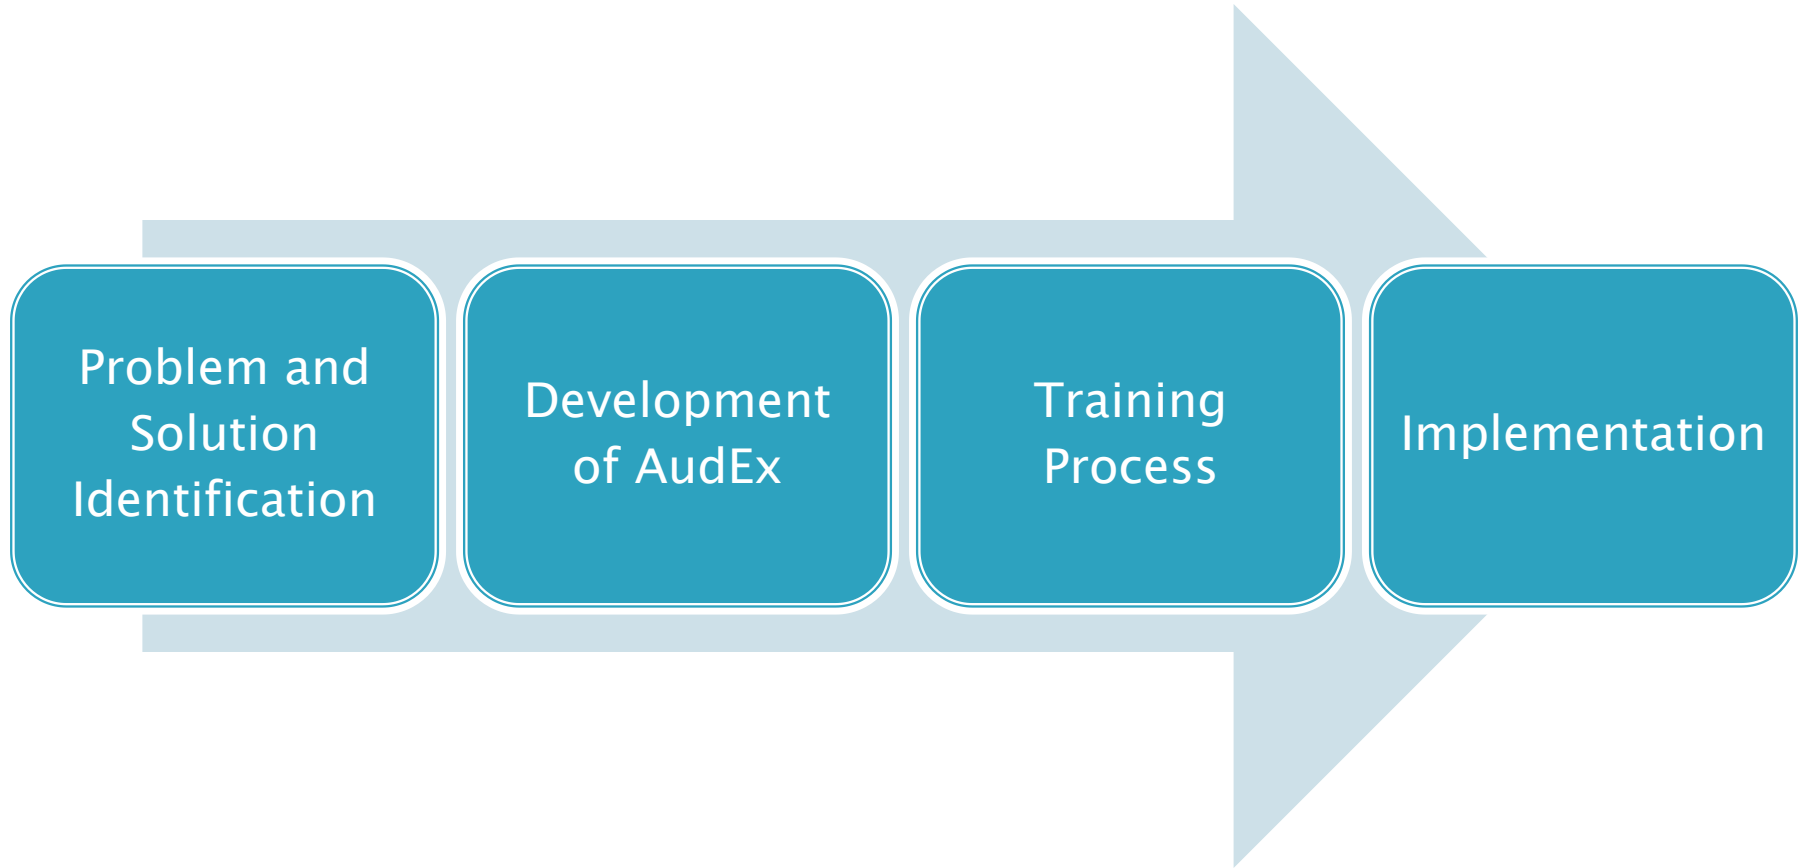 Problem and
Solution
Identification
Development
of AudEx
Training
Process
Implementation